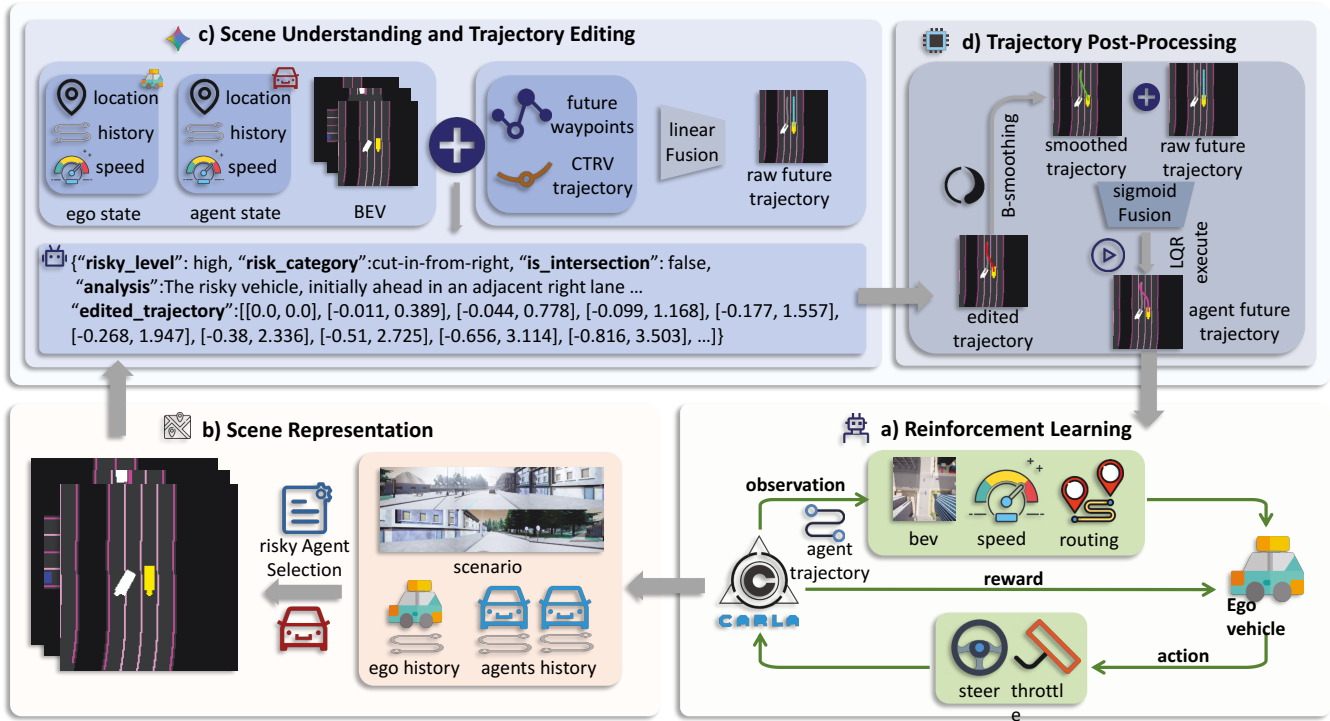 c) Scene Understanding and Trajectory Editing
location
history
speed
ego state
location
history
speed
agent state
BEV
future
waypoints
CTRV
trajectory
linear
Fusion
raw future
trajectory
{“risky_level”: high, “risk_category”:cut-in-from-right, “is_intersection”: false,
“analysis”:The risky vehicle, initially ahead in an adjacent right lane ...
“edited_trajectory”:[[0.0, 0.0], [-0.011, 0.389], [-0.044, 0.778], [-0.099, 1.168], [-0.177, 1.557],
[-0.268, 1.947], [-0.38, 2.336], [-0.51, 2.725], [-0.656, 3.114], [-0.816, 3.503], ...]}
d) Trajectory Post-Processing
B-smoothing
smoothed
trajectory
raw future
trajectory
sigmoid
Fusion
LQR
execute
edited
trajectory
agent future
trajectory
b) Scene Representation
risky Agent
Selection
scenario
ego history
agents history
a) Reinforcement Learning
observation
agent
trajectory
bev
speed
routing
CARLA
reward
Ego
vehicle
action
steer
throttl
e